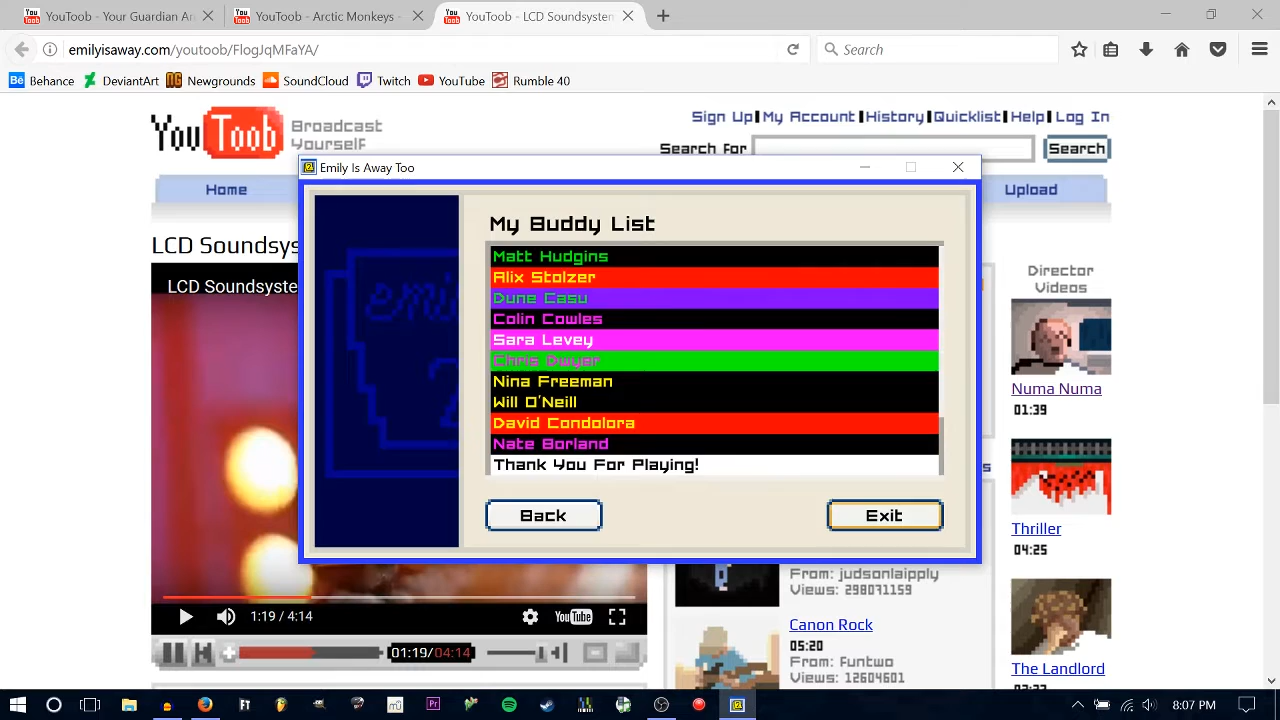 YouToob - Your Guardian An
YouToob - Arctic Monkeys -
YouToob - LCD Soundsystem
emilyisaway.com/youtoob/FlogJqMFaYA/
Search
Behance
DeviantArt
Newgrounds
SoundCloud
Twitch
YouTube
Rumble 40
YouToob
Broadcast
Yourself
Sign Up
My Account
History
Quicklist
Help
Log In
Search for
Search
Home
Upload
Emily Is Away Too
LCD Soundsys
LCD Soundsyste
My Buddy List
Matt Hudgins
Alix Stolzer
Dune Casu
Colin Cowles
Sara Levey
Chris Dwyer
Nina Freeman
Will O'Neill
David Condolora
Nate Borland
Thank You For Playing!
Back
Exit
Director
Videos
Numa Numa
01:39
Thriller
04:25
The Landlord
From: judsonlaipply
Views: 298071159
Canon Rock
05:20
From: funtwo
Views: 12604601
1:19 / 4:14
YouTube
01:19/04:14
8:07 PM